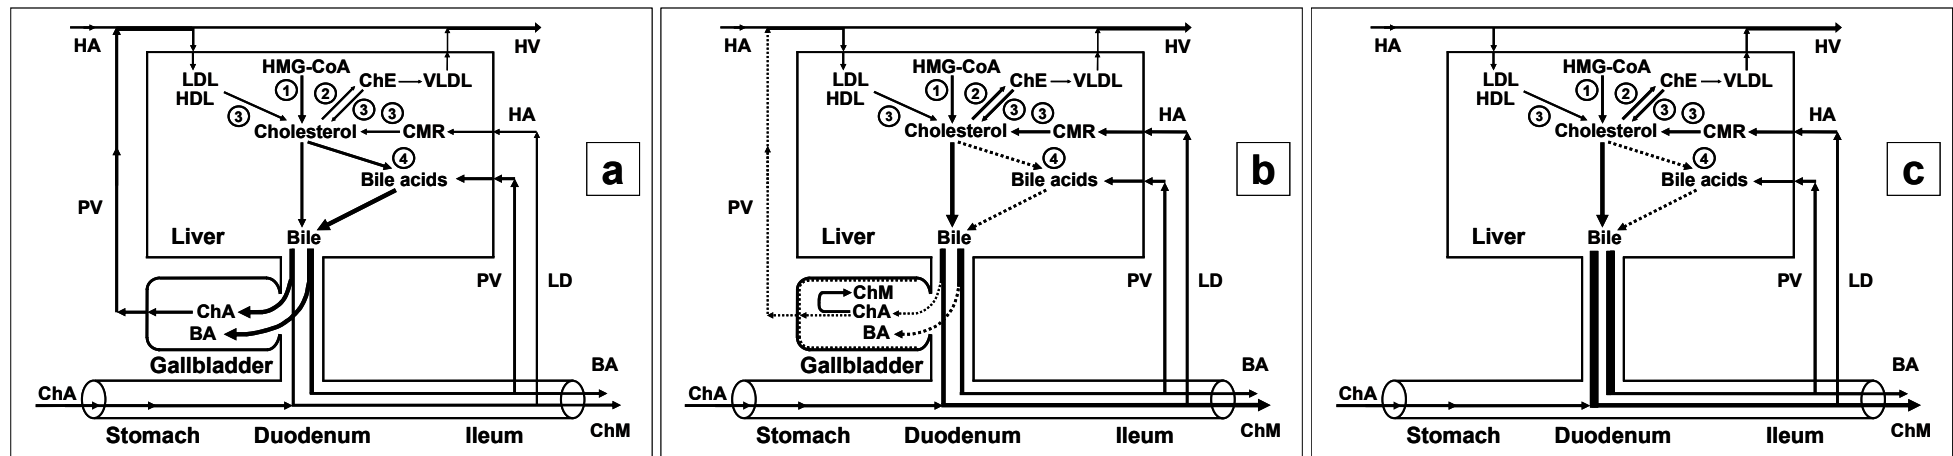 HA
HV
HMG-CoA
LDL
ChE
VLDL
HDL
1
2
3
3
3
HA
Cholesterol
CMR
4
a
Bile acids
PV
Liver
Bile
PV
LD
ChA
BA
Gallbladder
BA
ChA
ChM
Stomach
Duodenum
Ileum
HA
HV
HMG-CoA
LDL
ChE
VLDL
HDL
1
2
3
3
3
HA
Cholesterol
CMR
4
b
Bile acids
PV
Liver
Bile
PV
LD
ChM
ChA
BA
Gallbladder
BA
ChA
ChM
Stomach
Duodenum
Ileum
HA
HV
HMG-CoA
LDL
ChE
VLDL
HDL
1
2
3
3
3
HA
Cholesterol
CMR
4
c
Bile acids
Liver
Bile
PV
LD
BA
ChA
ChM
Stomach
Duodenum
Ileum